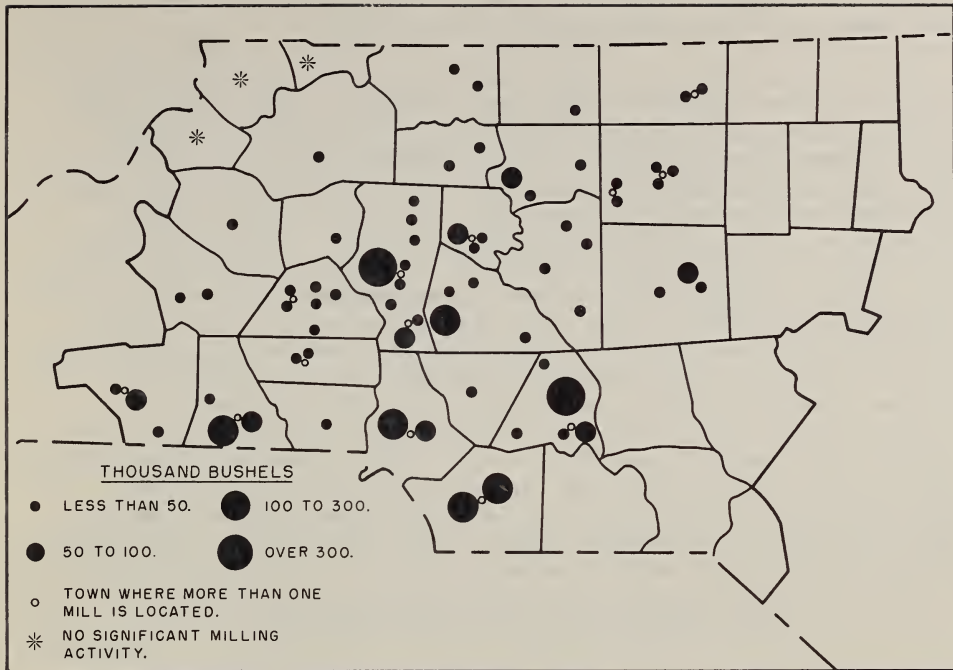 THOUSAND BUSHELS
LESS THAN 50.
100 TO 300.
50 TO 100.
OVER 300.
TOWN WHERE MORE THAN ONE
MILL IS LOCATED.
NO SIGNIFICANT MILLING
ACTIVITY.